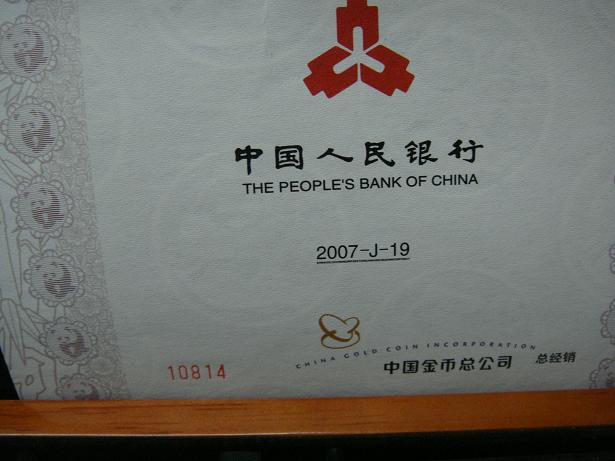 中国人民银行
THE PEOPLE'S BANK OF CHINA
2007-J-19
CHINA GOLD COIN INCORPORATION
中国金币总公司 总经销
10814